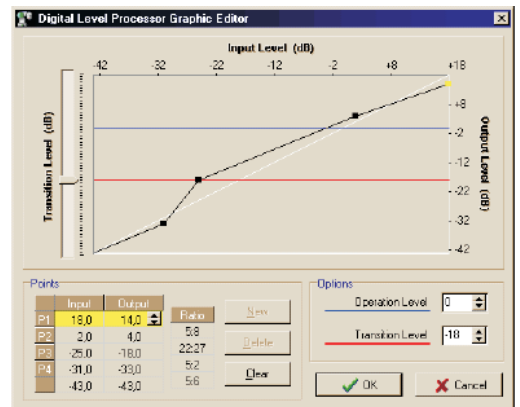 Digital Level Processor Graphic Editor
Input Level (dB)
-42 -32 -22 -12 -2 +8 +18
Transition Level (dB)
+8
-2
-12
-22
-32
-42
Output Level (dB)
Points
Input Output Ratio
P1 18,0 14,0
P2 2,0 4,0
P3 -25,0 -18,0
P4 -31,0 -33,0
-43,0 -43,0
5:8
22:27
5:2
5:6
New
Delete
Clear
Options
Operation Level 0
Transition Level -18
OK Cancel